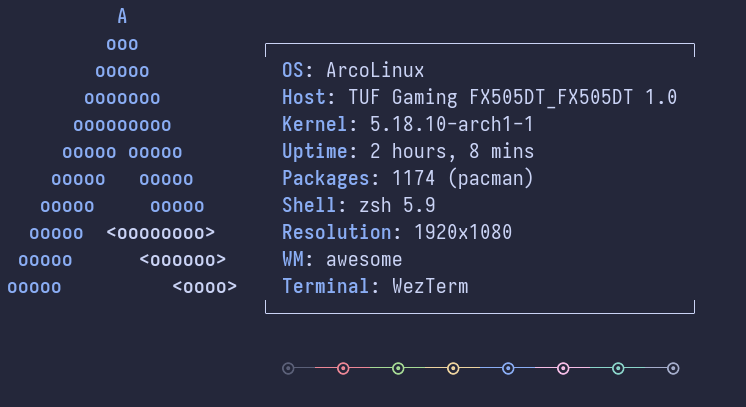 A
ooo
ooooo
OS: ArcoLinux
ooooooo
Host: TUF Gaming FX505DT_FX505DT 1.0
ooooooooo
Kernel: 5.18.10-arch1-1
ooooo ooooo
Uptime: 2 hours, 8 mins
ooooo   ooooo
Packages: 1174 (pacman)
ooooo     ooooo
Shell: zsh 5.9
ooooo  <oooooooo>
Resolution: 1920x1080
ooooo      <oooooo>
WM: awesome
ooooo          <oooo>
Terminal: WezTerm